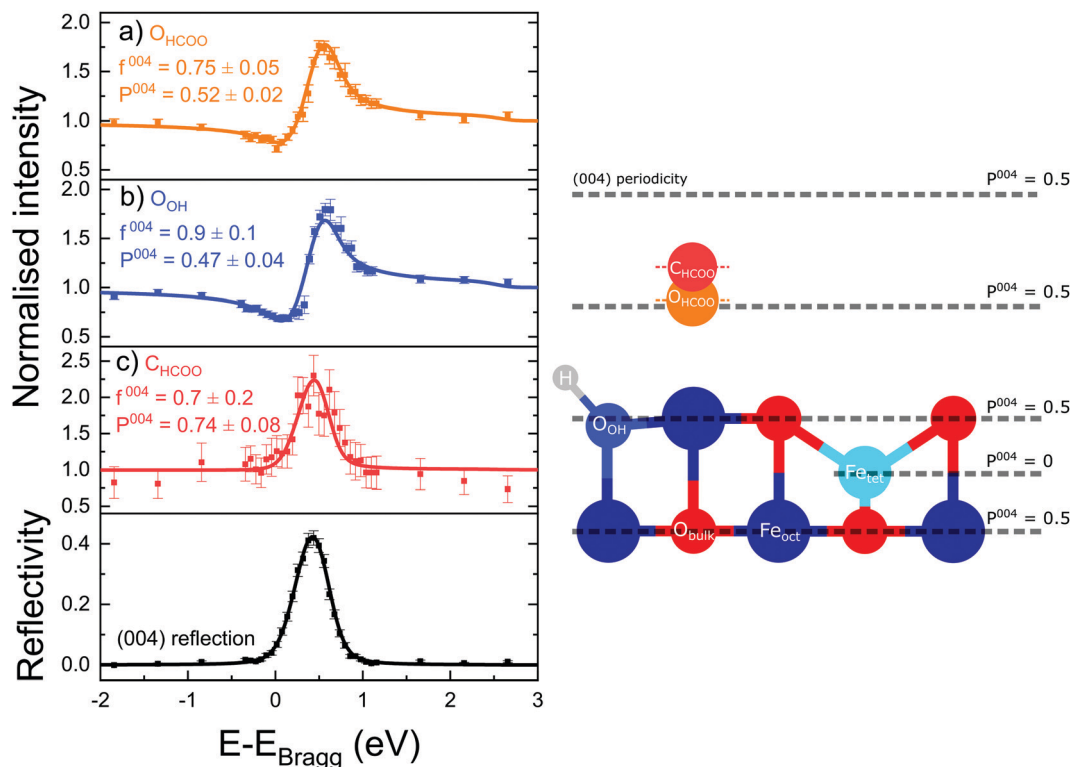 Normalised intensity
2.0
1.5
1.0
0.5
a) O_HCOO
f^004 = 0.75 ± 0.05
P^004 = 0.52 ± 0.02
2.0
1.5
1.0
0.5
b) O_OH
f^004 = 0.9 ± 0.1
P^004 = 0.47 ± 0.04
2.5
2.0
1.5
1.0
0.5
c) C_HCOO
f^004 = 0.7 ± 0.2
P^004 = 0.74 ± 0.08
Reflectivity
0.4
0.2
0.0
(004) reflection
-2 -1 0 1 2 3
E-E_Bragg (eV)
(004) periodicity
P^004 = 0.5
C_HCOO
O_HCOO
P^004 = 0.5
H
O_OH
P^004 = 0.5
Fe_tet
P^004 = 0
O_bulk
Fe_oct
P^004 = 0.5